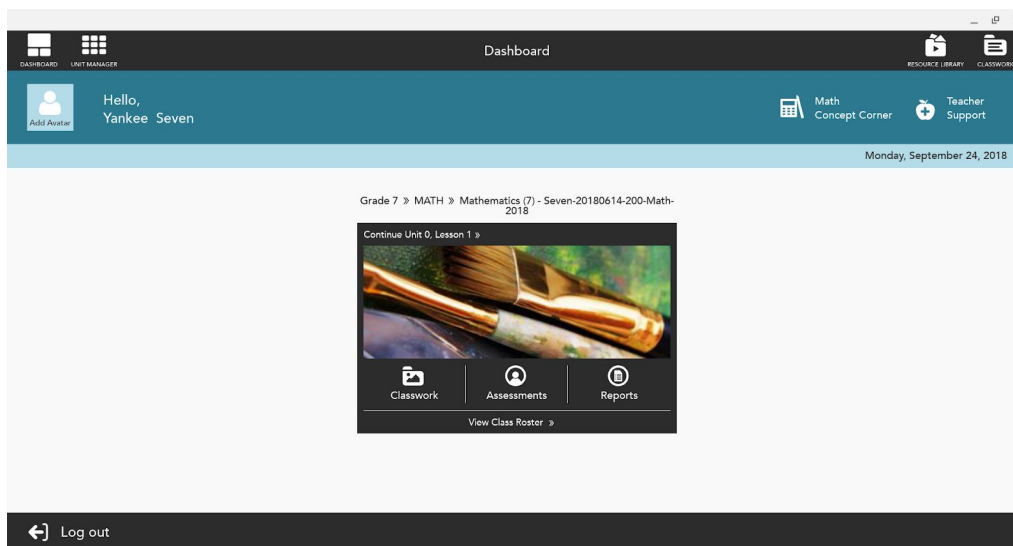 Dashboard
DASHBOARD
UNIT MANAGER
RESOURCE LIBRARY
CLASSWORK
Add Avatar
Hello,
Yankee Seven
Math
Concept Corner
Teacher
Support
Monday, September 24, 2018
Grade 7 » MATH » Mathematics (7) - Seven-20180614-200-Math-
2018
Continue Unit 0, Lesson 1 »
Classwork
Assessments
Reports
View Class Roster »
Log out